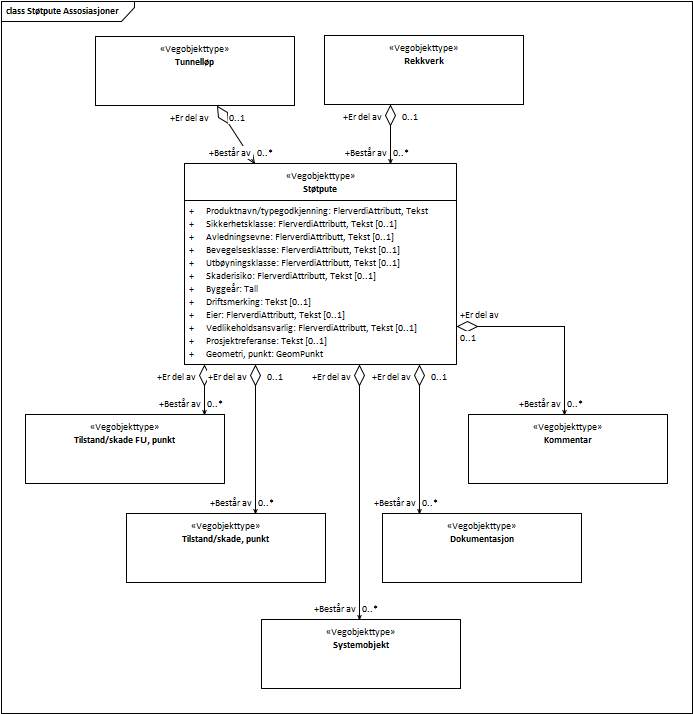 class Støtpute Assosiasjoner
«Vegobjekttype»
Tunnelløp
«Vegobjekttype»
Rekkverk
+Er del av 0..1
+Er del av 0..1
+Består av 0..*
+Består av 0..*
«Vegobjekttype»
Støtpute
+ Produktnavn/typegodkjenning: FlerverdiAttributt, Tekst
+ Sikkerhetsklasse: FlerverdiAttributt, Tekst [0..1]
+ Avledningsevne: FlerverdiAttributt, Tekst [0..1]
+ Bevegelsesklasse: FlerverdiAttributt, Tekst [0..1]
+ Utbøyningsklasse: FlerverdiAttributt, Tekst [0..1]
+ Skaderisiko: FlerverdiAttributt, Tekst [0..1]
+ Byggeår: Tall
+ Driftsmerking: Tekst [0..1]
+ Eier: FlerverdiAttributt, Tekst [0..1]
+ Vedlikeholdsansvarlig: FlerverdiAttributt, Tekst [0..1]
+ Prosjektreferanse: Tekst [0..1]
+ Geometri, punkt: GeomPunkt
+Er del av
0..1
+Er del av +Er del av 0..1 +Er del av +Er del av 0..1
+Består av 0..*
+Består av 0..*
«Vegobjekttype»
Tilstand/skade FU, punkt
«Vegobjekttype»
Kommentar
+Består av 0..*
+Består av 0..*
«Vegobjekttype»
Tilstand/skade, punkt
«Vegobjekttype»
Dokumentasjon
+Består av 0..*
«Vegobjekttype»
Systemobjekt